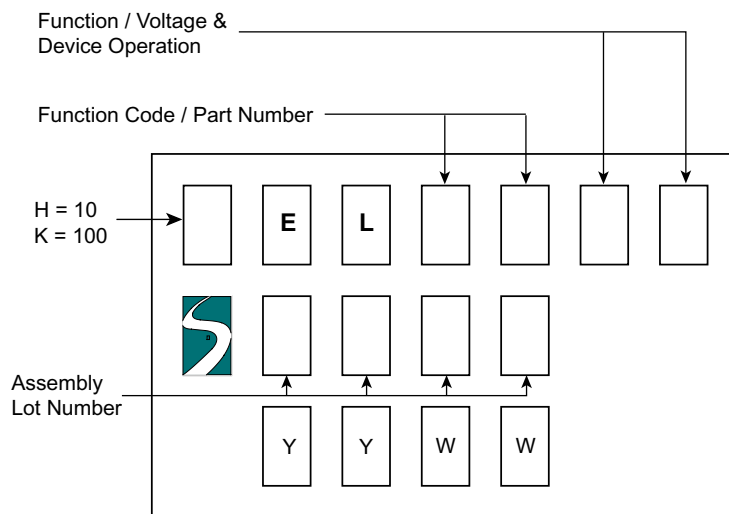 Function / Voltage &
Device Operation
Function Code / Part Number
H = 10
K = 100
E L
Assembly
Lot Number
Y Y W W